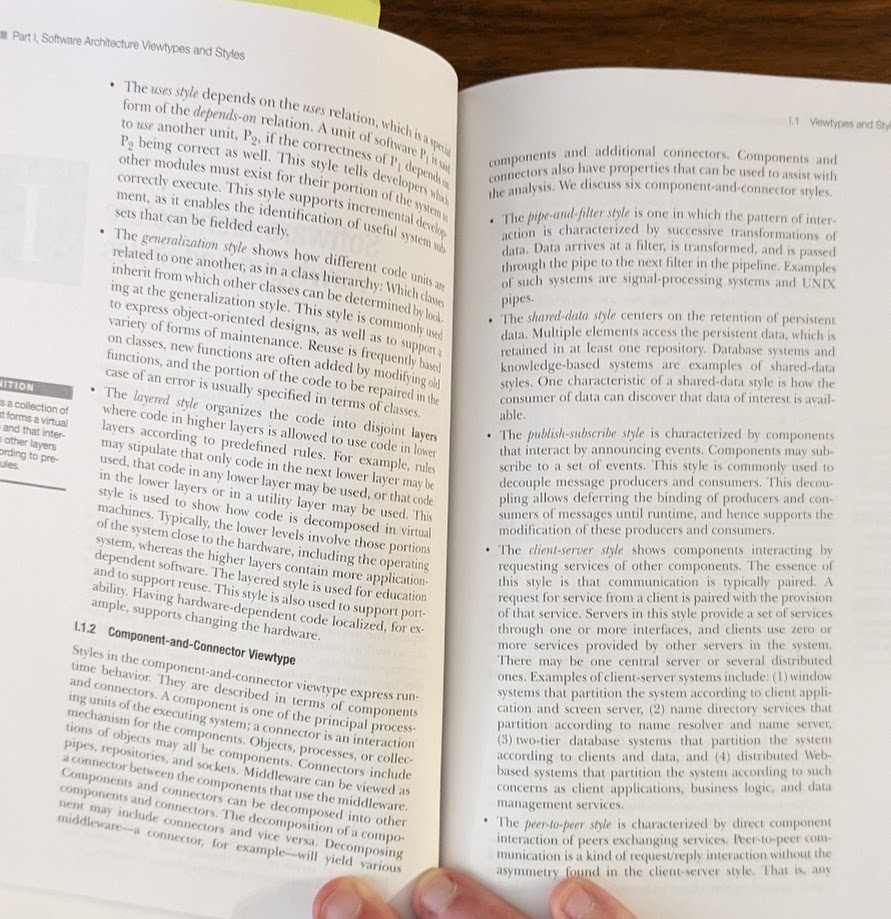 Part I, Software Architecture Viewtypes and Styles
• The uses style depends on the uses relation, which is a special
form of the depends-on relation. A unit of software P1 is said
to use another unit, P2, if the correctness of P1 depends on
P2 being correct as well. This style tells developers which
other modules must exist for their portion of the system to
correctly execute. This style supports incremental develop-
ment, as it enables the identification of useful system sub-
sets that can be fielded early.
• The generalization style shows how different code units are
related to one another, as in a class hierarchy: Which classes
inherit from which other classes can be determined by look-
ing at the generalization style. This style is commonly used
to express object-oriented designs, as well as to support a
variety of forms of maintenance. Reuse is frequently based
on classes, new functions are often added by modifying old
functions, and the portion of the code to be repaired in the
case of an error is usually specified in terms of classes.
• The layered style organizes the code into disjoint layers
where code in higher layers is allowed to use code in lower
layers according to predefined rules. For example, rules
may stipulate that only code in the next lower layer may be
used, that code in any lower layer may be used, or that code
in the lower layers or in a utility layer may be used. This
style is used to show how code is decomposed in virtual
machines. Typically, the lower levels involve those portions
of the system close to the hardware, including the operating
system, whereas the higher layers contain more application-
dependent software. The layered style is used for education
and to support reuse. This style is also used to support port-
ability. Having hardware-dependent code localized, for ex-
ample, supports changing the hardware.
NITION
s a collection of
t forms a virtual
and that inter-
other layers
ording to pre-
ules.
I.1.2 Component-and-Connector Viewtype
Styles in the component-and-connector viewtype express run-
time behavior. They are described in terms of components
and connectors. A component is one of the principal process-
ing units of the executing system; a connector is an interaction
mechanism for the components. Objects, processes, or collec-
tions of objects may all be components. Connectors include
pipes, repositories, and sockets. Middleware can be viewed as
a connector between the components that use the middleware.
Components and connectors can be decomposed into other
components and connectors. The decomposition of a compo-
nent may include connectors and vice versa. Decomposing
middleware—a connector, for example—will yield various
I.1 Viewtypes and Sty
components and additional connectors. Components and
connectors also have properties that can be used to assist with
the analysis. We discuss six component-and-connector styles.
• The pipe-and-filter style is one in which the pattern of inter-
action is characterized by successive transformations of
data. Data arrives at a filter, is transformed, and is passed
through the pipe to the next filter in the pipeline. Examples
of such systems are signal-processing systems and UNIX
pipes.
• The shared-data style centers on the retention of persistent
data. Multiple elements access the persistent data, which is
retained in at least one repository. Database systems and
knowledge-based systems are examples of shared-data
styles. One characteristic of a shared-data style is how the
consumer of data can discover that data of interest is avail-
able.
• The publish-subscribe style is characterized by components
that interact by announcing events. Components may sub-
scribe to a set of events. This style is commonly used to
decouple message producers and consumers. This decou-
pling allows deferring the binding of producers and con-
sumers of messages until runtime, and hence supports the
modification of these producers and consumers.
• The client-server style shows components interacting by
requesting services of other components. The essence of
this style is that communication is typically paired. A
request for service from a client is paired with the provision
of that service. Servers in this style provide a set of services
through one or more interfaces, and clients use zero or
more services provided by other servers in the system.
There may be one central server or several distributed
ones. Examples of client-server systems include: (1) window
systems that partition the system according to client appli-
cation and screen server, (2) name directory services that
partition according to name resolver and name server,
(3) two-tier database systems that partition the system
according to clients and data, and (4) distributed Web-
based systems that partition the system according to such
concerns as client applications, business logic, and data
management services.
• The peer-to-peer style is characterized by direct component
interaction of peers exchanging services. Peer-to-peer com-
munication is a kind of request/reply interaction without the
asymmetry found in the client-server style. That is, any